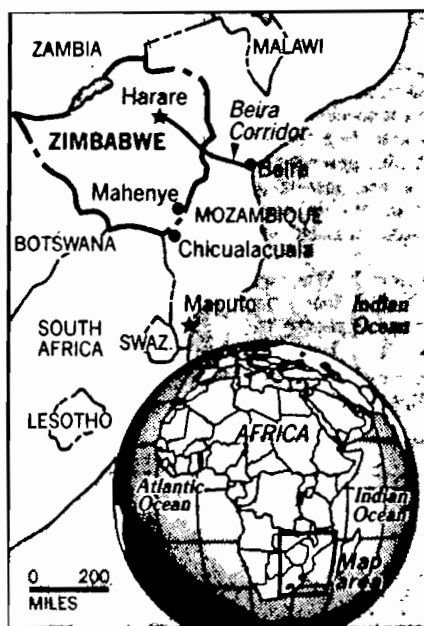 ZAMBIA
MALAWI
Harare
Beira
Corridor
ZIMBABWE
Beira
Mahenye
MOZAMBIQUE
BOTSWANA
Chicualacuala
Maputo
Indian
Ocean
SOUTH
AFRICA
SWAZ.
LESOTHO
AFRICA
Atlantic
Ocean
Indian
Ocean
Map
area
0 200
MILES